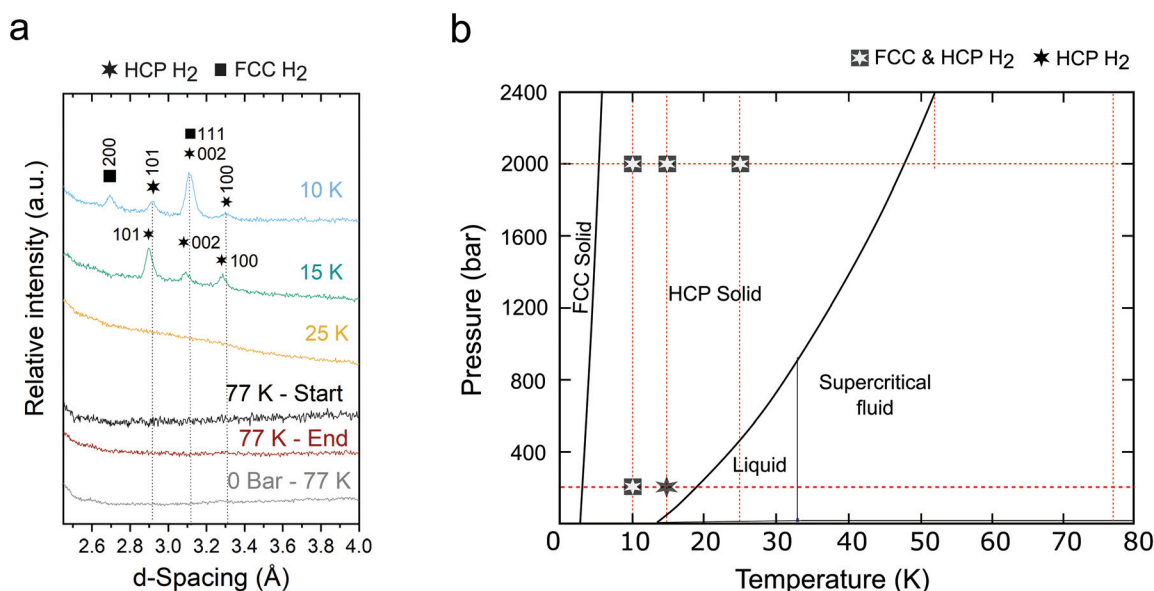 a
★ HCP H2 ■ FCC H2
Relative intensity (a.u.)
200
101
111
002
100
10 K
101
002
100
15 K
25 K
77 K - Start
77 K - End
0 Bar - 77 K
2.6 2.8 3.0 3.2 3.4 3.6 3.8 4.0
d-Spacing (Å)
b
FCC & HCP H2 ★ HCP H2
Pressure (bar)
2400
2000
1600
1200
800
400
FCC Solid
HCP Solid
Supercritical
fluid
Liquid
0 10 20 30 40 50 60 70 80
Temperature (K)